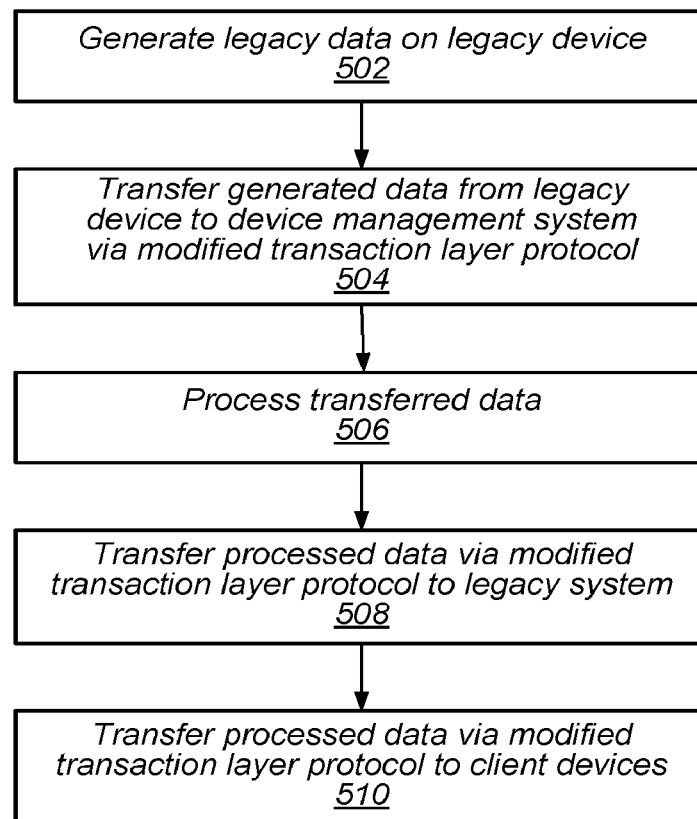 Generate legacy data on legacy device
502
Transfer generated data from legacy
device to device management system
via modified transaction layer protocol
504
Process transferred data
506
Transfer processed data via modified
transaction layer protocol to legacy system
508
Transfer processed data via modified
transaction layer protocol to client devices
510